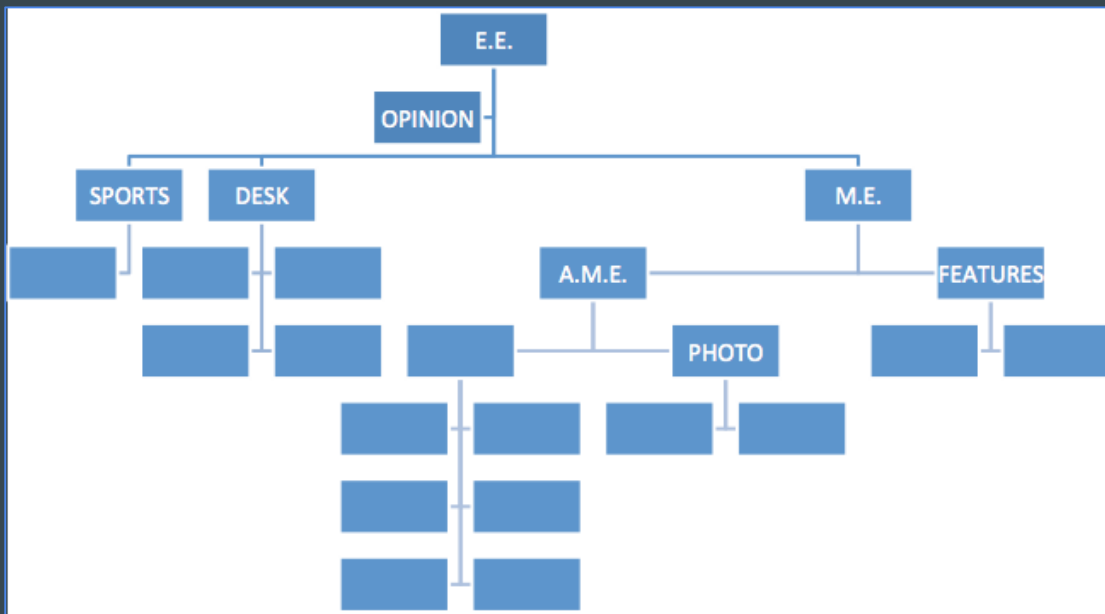 E.E.
OPINION
SPORTS
DESK
M.E.
A.M.E.
FEATURES
PHOTO